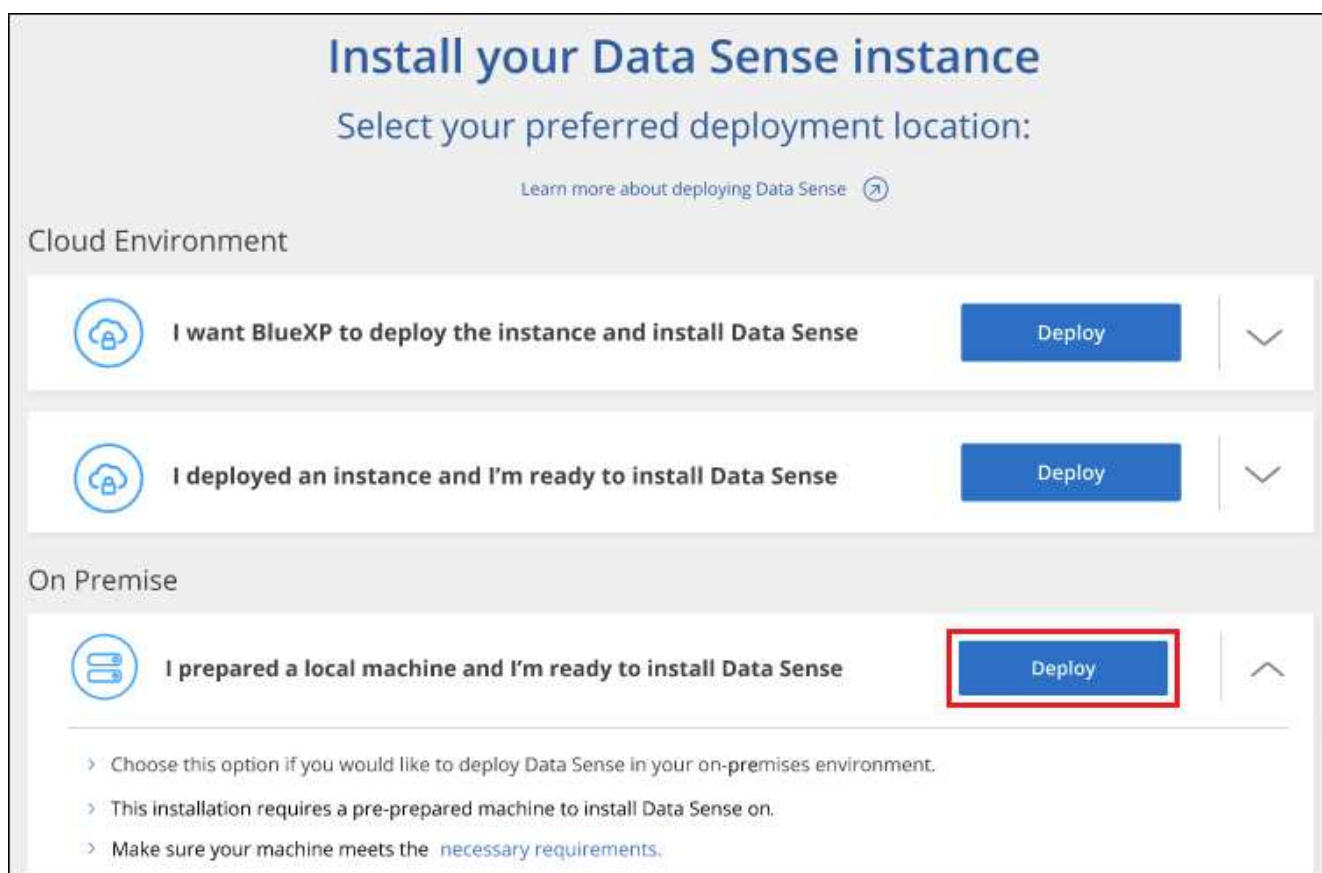 Install your Data Sense instance
Select your preferred deployment location:
Learn more about deploying Data Sense
Cloud Environment
I want BlueXP to deploy the instance and install Data Sense
Deploy
I deployed an instance and I'm ready to install Data Sense
Deploy
On Premise
I prepared a local machine and I'm ready to install Data Sense
Deploy
Choose this option if you would like to deploy Data Sense in your on-premises environment.
This installation requires a pre-prepared machine to install Data Sense on.
Make sure your machine meets the necessary requirements.